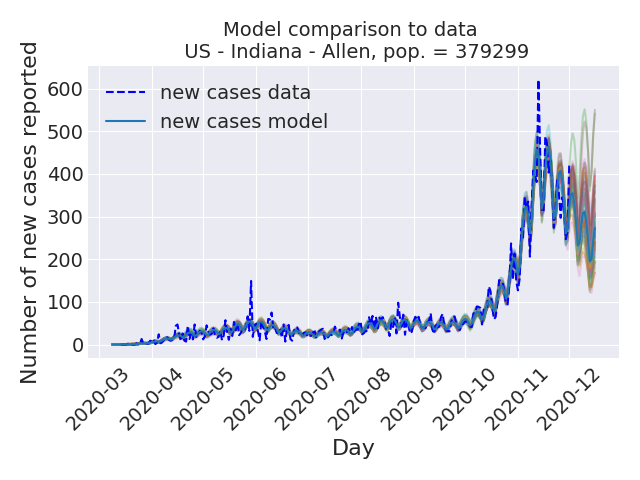 Model comparison to data
US - Indiana - Allen, pop. = 379299
Number of new cases reported
600
500
400
300
200
100
0
new cases data
new cases model
2020-03
2020-04
2020-05
2020-06
2020-07
2020-08
2020-09
2020-10
2020-11
2020-12
Day